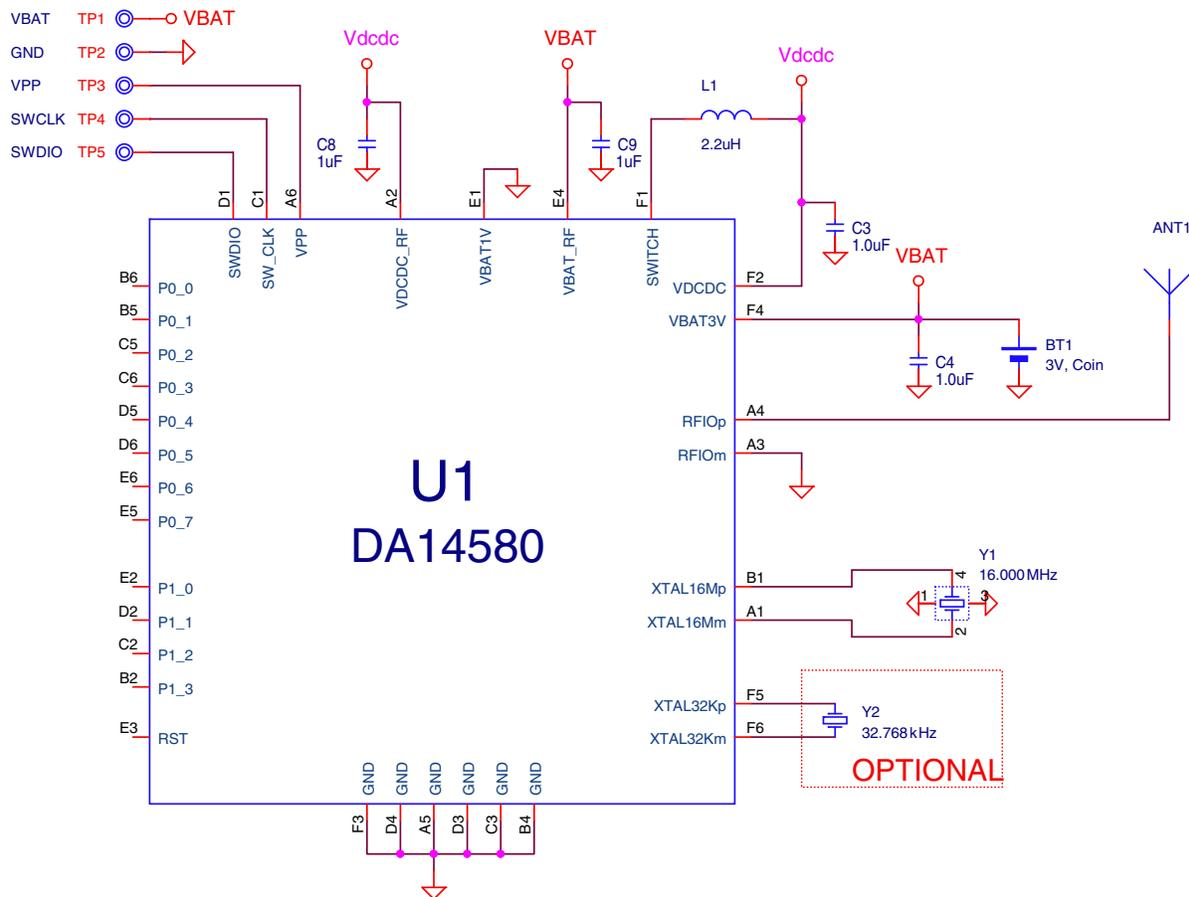 VBAT TP1 VBAT
GND TP2
VPP TP3
SWCLK TP4
SWDIO TP5
Vdcdc
C8
1uF
VBAT
C9
1uF
L1
2.2uH
Vdcdc
C3
1.0uF
VBAT
C4
1.0uF
BT1
3V, Coin
ANT1
D1 C1 A6 A2 E1 E4 F1
SWDIO SW_CLK VPP VDCDC_RF VBAT1V VBAT_RF SWITCH
B6 P0_0
B5 P0_1
C5 P0_2
C6 P0_3
D5 P0_4
D6 P0_5
E6 P0_6
E5 P0_7
E2 P1_0
D2 P1_1
C2 P1_2
B2 P1_3
E3 RST
U1
DA14580
VDCDC F2
VBAT3V F4
RFIOp A4
RFIOm A3
XTAL16Mp B1
XTAL16Mm A1
XTAL32Kp F5
XTAL32Km F6
Y1
16.000MHz
4
1 3
2
Y2
32.768kHz
OPTIONAL
GND GND GND GND GND GND
F3 D4 A5 D3 C3 B4